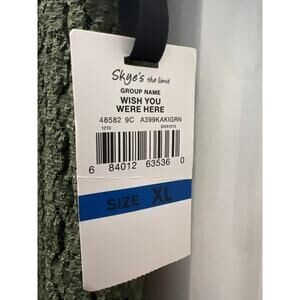 Skye's the limit
GROUP NAME
WISH YOU
WERE HERE
48582 9C A399KAKIGRN
1210 DNS1015
6 84012 63536 0
SIZE XL